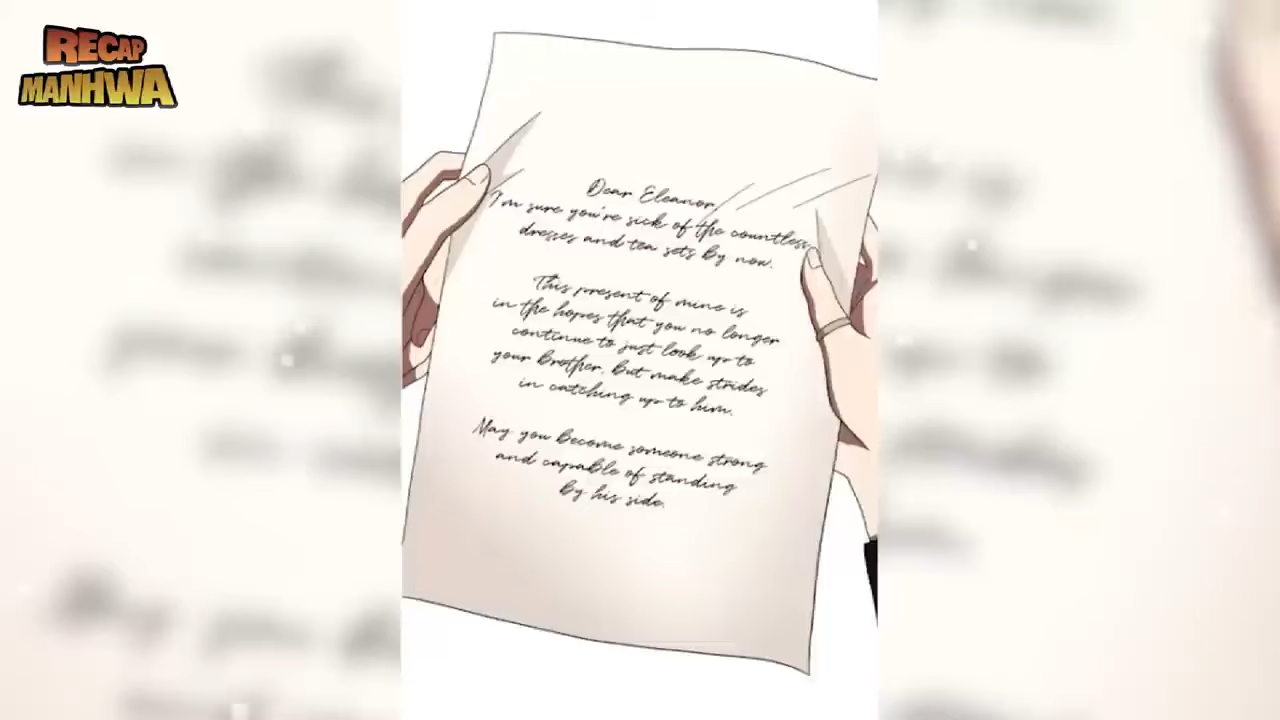 RECAP
MANHWA
Dear Eleanor,
I'm sure you're sick of the countless
dresses and tea sets by now.
This present of mine is
in the hopes that you no longer
continue to just look up to
your brother, but make strides
in catching up to him.
May you become someone strong
and capable of standing
by his side.